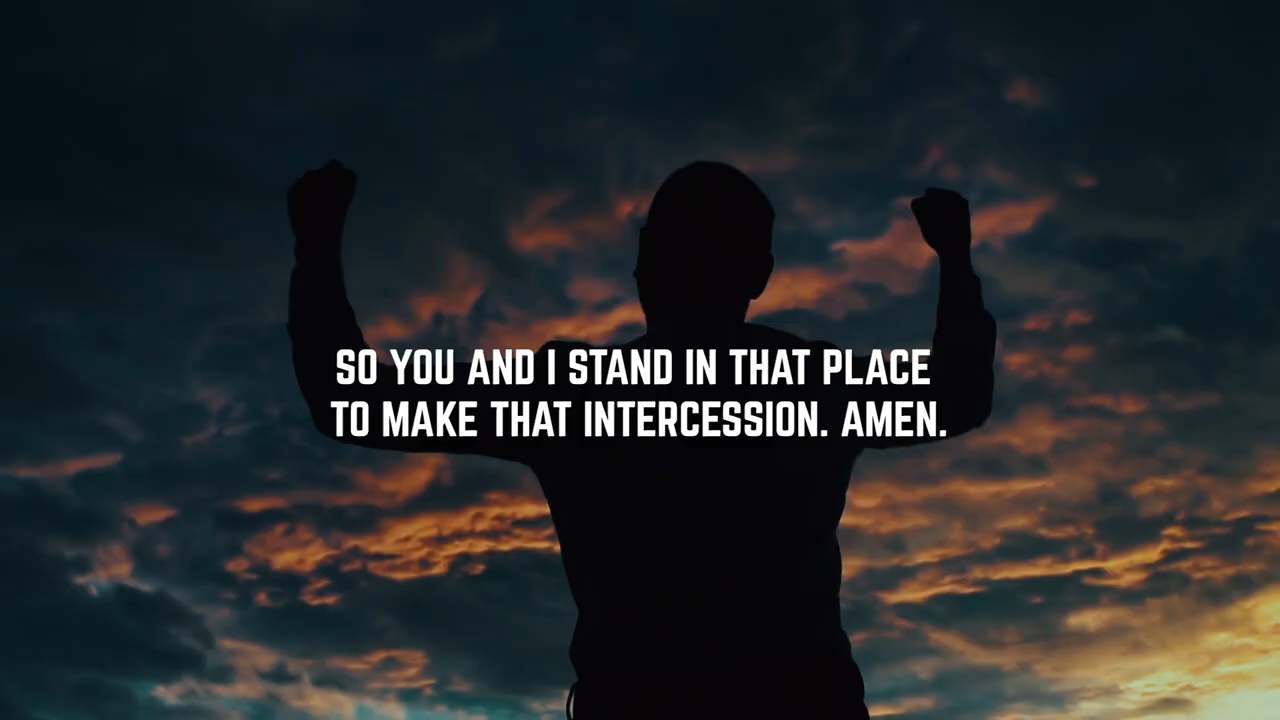 SO YOU AND I STAND IN THAT PLACE
TO MAKE THAT INTERCESSION. AMEN.